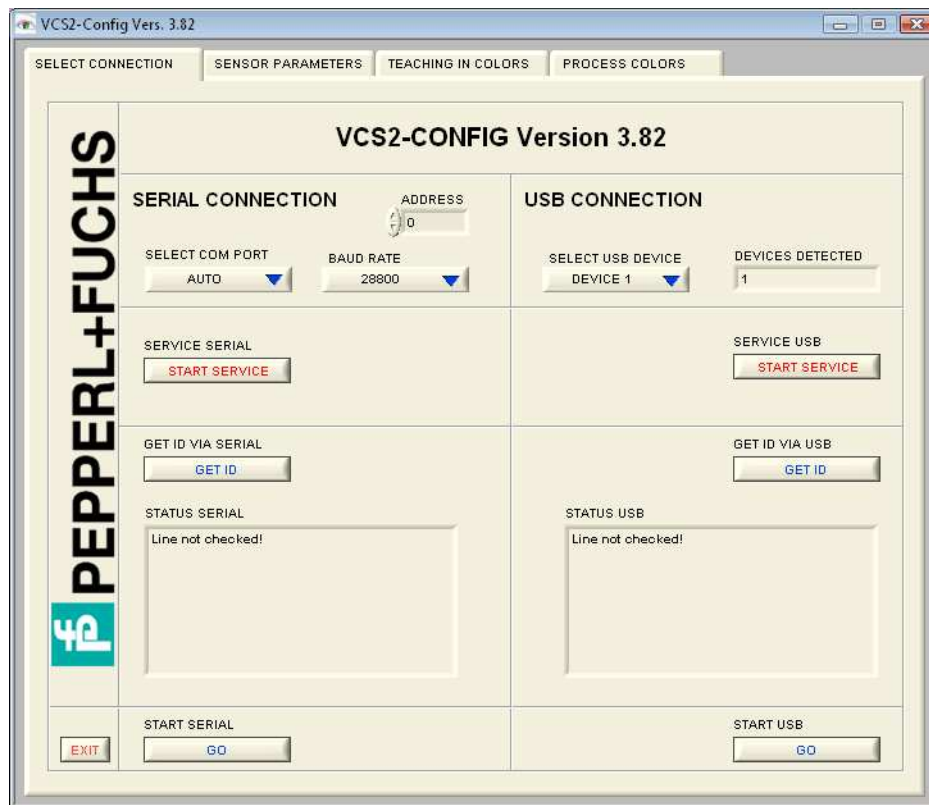 VCS2-Config Vers. 3.82
SELECT CONNECTION
SENSOR PARAMETERS
TEACHING IN COLORS
PROCESS COLORS
PEPPERL+FUCHS
VCS2-CONFIG Version 3.82
SERIAL CONNECTION
ADDRESS
0
SELECT COM PORT
AUTO
BAUD RATE
28800
USB CONNECTION
SELECT USB DEVICE
DEVICE 1
DEVICES DETECTED
1
SERVICE SERIAL
START SERVICE
SERVICE USB
START SERVICE
GET ID VIA SERIAL
GET ID
GET ID VIA USB
GET ID
STATUS SERIAL
Line not checked!
STATUS USB
Line not checked!
EXIT
START SERIAL
GO
START USB
GO